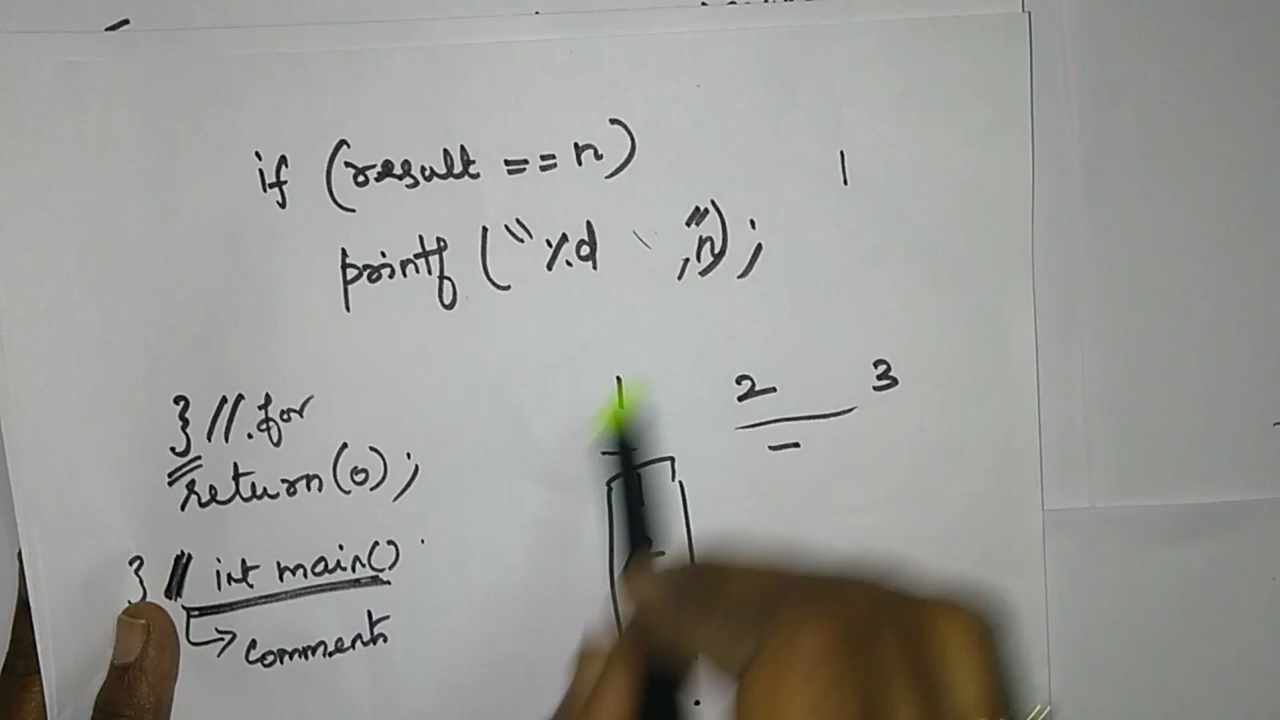 if (result == n)
1
printf ("%d ",n);
1 2 3
} // for
return(0);
} // int main()
comment